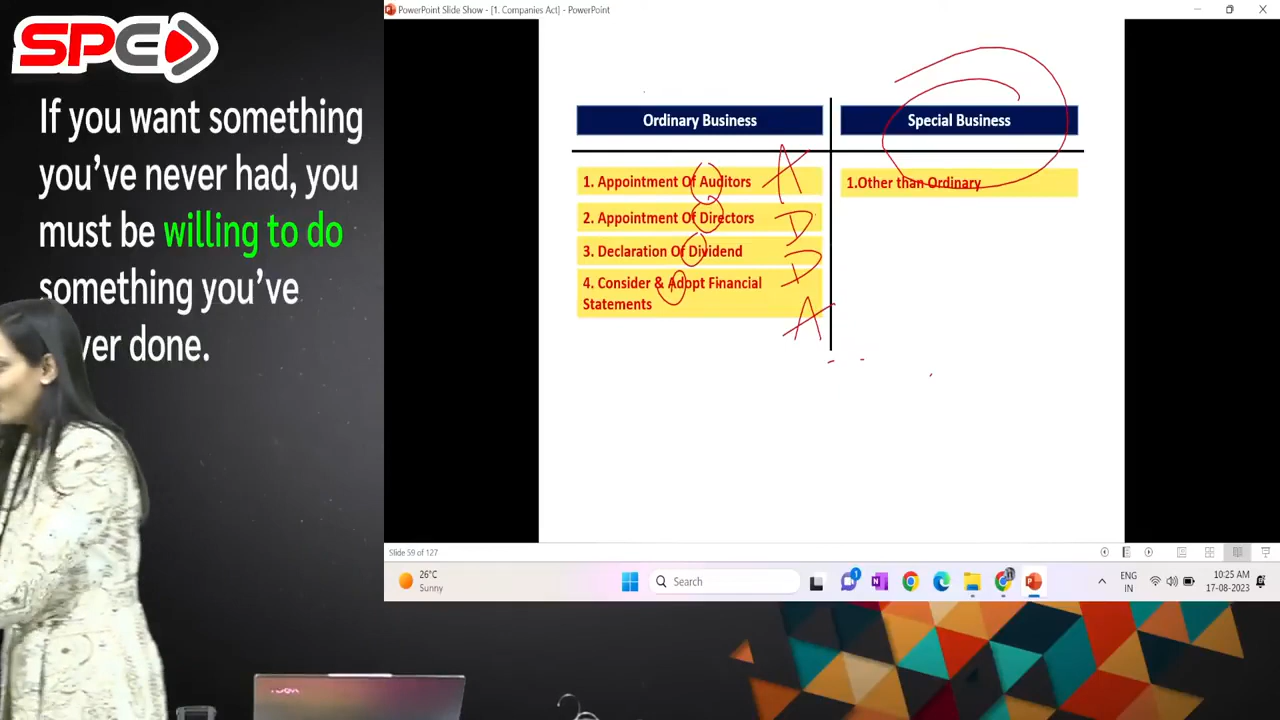 SPE
If you want something
you've never had, you
must be willing to do
something you've
ver done.
PowerPoint Slide Show - [1. Companies Act] - PowerPoint
Ordinary Business
Special Business
1. Appointment Of Auditors A
1.Other than Ordinary
2. Appointment Of Directors D
3. Declaration Of Dividend D
4. Consider & Adopt Financial
Statements A
Slide 59 of 127
26°C
Sunny
Search
1
ENG
IN
10:25 AM
17-08-2023